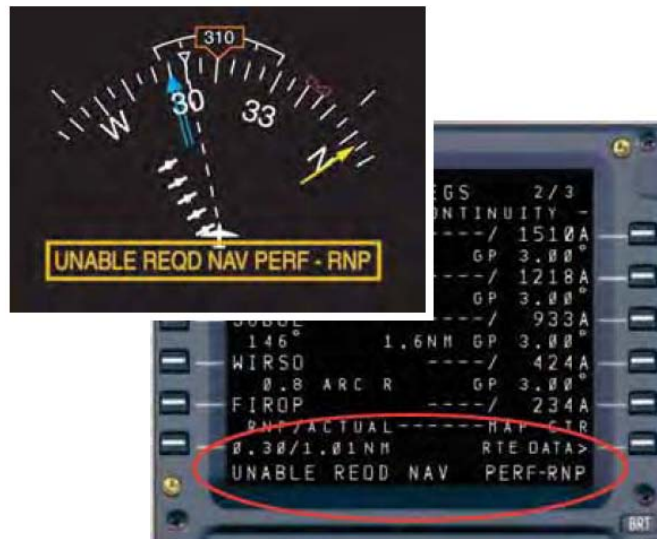 310
W 30 33 N
UNABLE REQD NAV PERF - RNP
EGS 2/3
ONTINUITY -
----/ 1510A
GP 3.00°
----/ 1218A
GP 3.00°
----/ 933A
146° 1.6NM GP 3.00°
WIRSO ----/ 424A
0.8 ARC R GP 3.00°
FIROP ----/ 234A
RNP/ACTUAL------MAP CTR
0.30/1.01NM RTE DATA>
UNABLE REQD NAV PERF-RNP
BRT